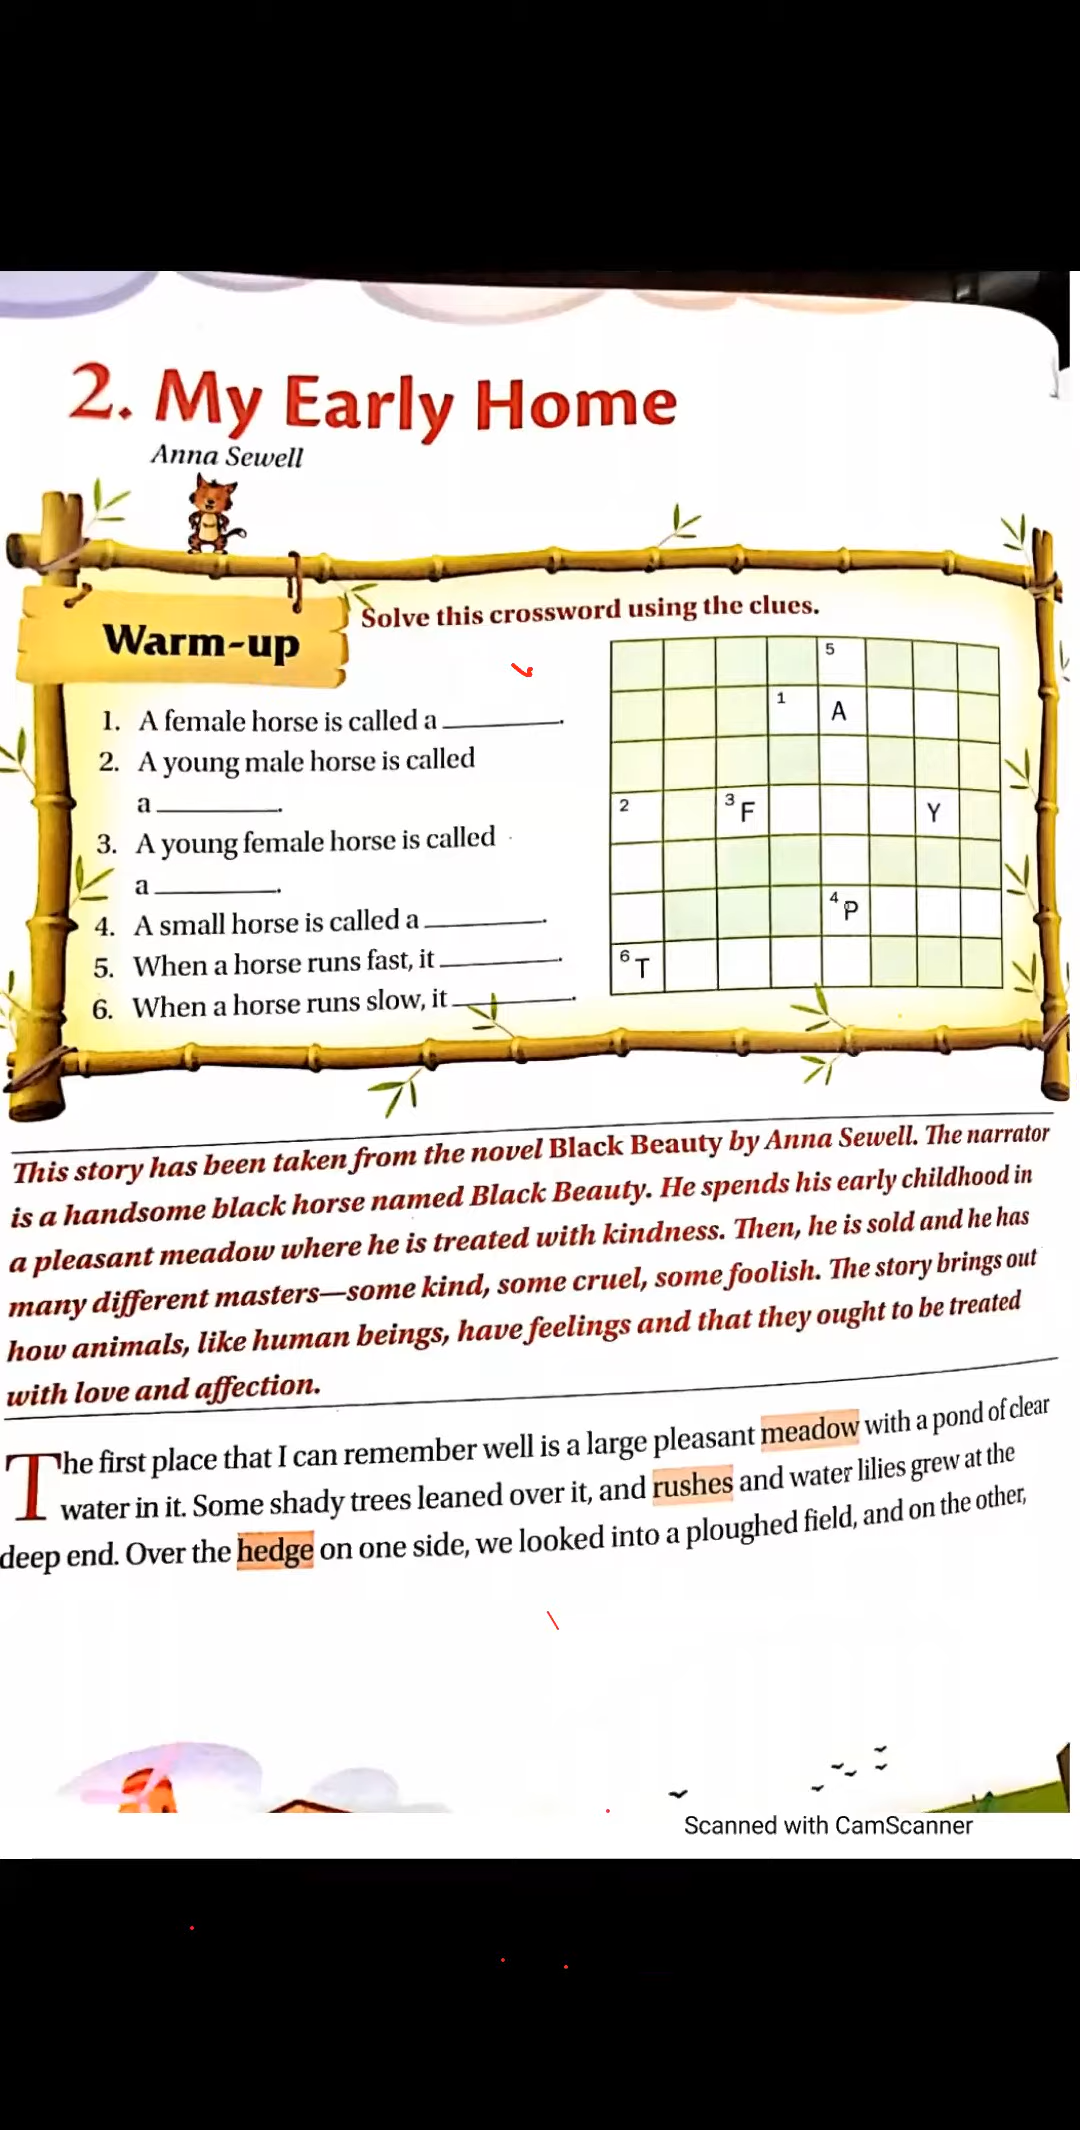 2. My Early Home
Anna Sewell
Warm-up
Solve this crossword using the clues.
1. A female horse is called a ________.
2. A young male horse is called
a ________.
3. A young female horse is called
a ________.
4. A small horse is called a ________.
5. When a horse runs fast, it ________.
6. When a horse runs slow, it ________.
5
1 A
2 3 F Y
4 P
6 T
This story has been taken from the novel Black Beauty by Anna Sewell. The narrator
is a handsome black horse named Black Beauty. He spends his early childhood in
a pleasant meadow where he is treated with kindness. Then, he is sold and he has
many different masters—some kind, some cruel, some foolish. The story brings out
how animals, like human beings, have feelings and that they ought to be treated
with love and affection.
The first place that I can remember well is a large pleasant meadow with a pond of clear
water in it. Some shady trees leaned over it, and rushes and water lilies grew at the
deep end. Over the hedge on one side, we looked into a ploughed field, and on the other,
Scanned with CamScanner